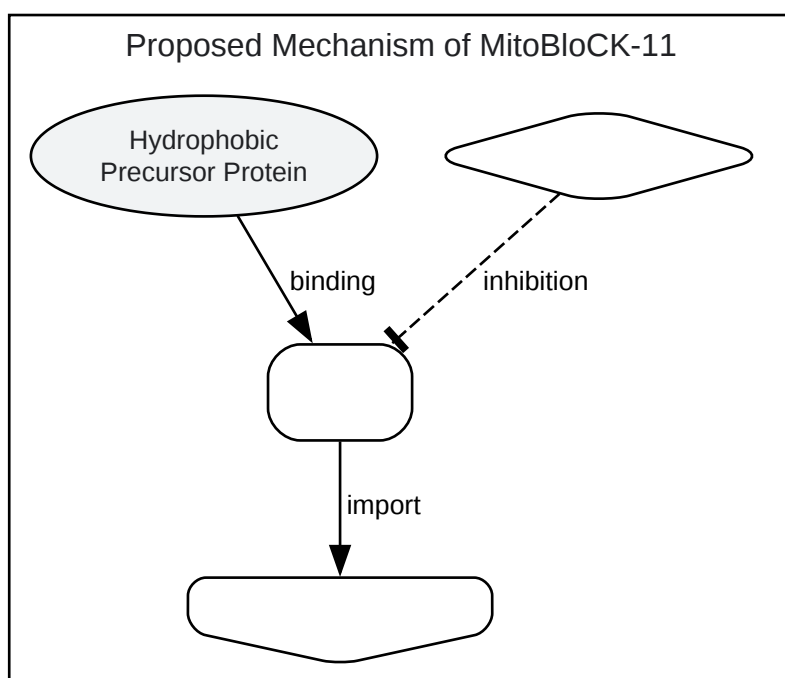 Proposed Mechanism of MitoBloCK-11
Hydrophobic
Precursor Protein
binding
inhibition
import